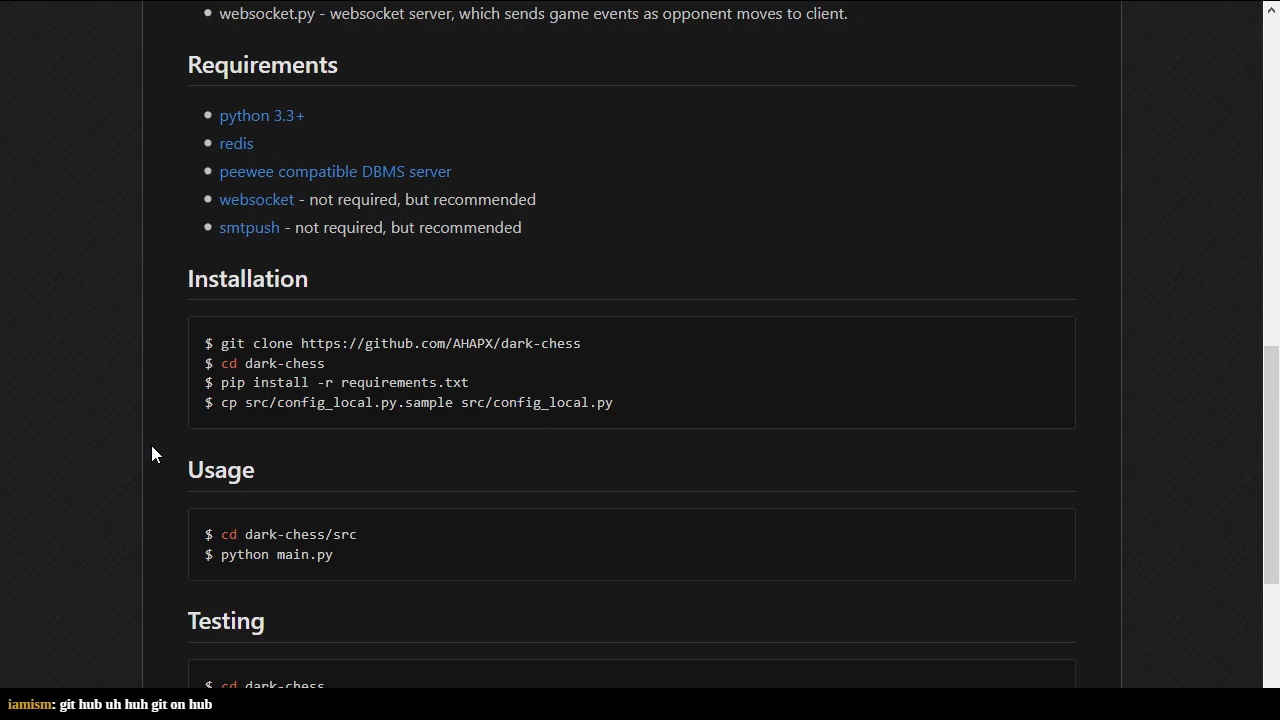 websocket.py - websocket server, which sends game events as opponent moves to client.
Requirements
python 3.3+
redis
peewee compatible DBMS server
websocket - not required, but recommended
smtpush - not required, but recommended
Installation
$ git clone https://github.com/AHAPX/dark-chess
$ cd dark-chess
$ pip install -r requirements.txt
$ cp src/config_local.py.sample src/config_local.py
Usage
$ cd dark-chess/src
$ python main.py
Testing
$ cd dark-chess
iamism: git hub uh huh git on hub